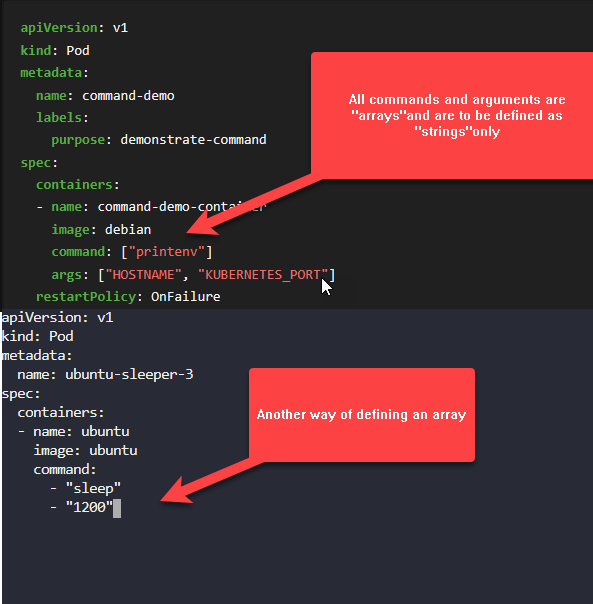 apiVersion: v1
kind: Pod
metadata:
  name: command-demo
  labels:
    purpose: demonstrate-command
spec:
  containers:
  - name: command-demo-container
    image: debian
    command: ["printenv"]
    args: ["HOSTNAME", "KUBERNETES_PORT"]
  restartPolicy: OnFailure
All commands and arguments are
"arrays"and are to be defined as
"strings"only
apiVersion: v1
kind: Pod
metadata:
  name: ubuntu-sleeper-3
spec:
  containers:
  - name: ubuntu
    image: ubuntu
    command:
      - "sleep"
      - "1200"
Another way of defining an array